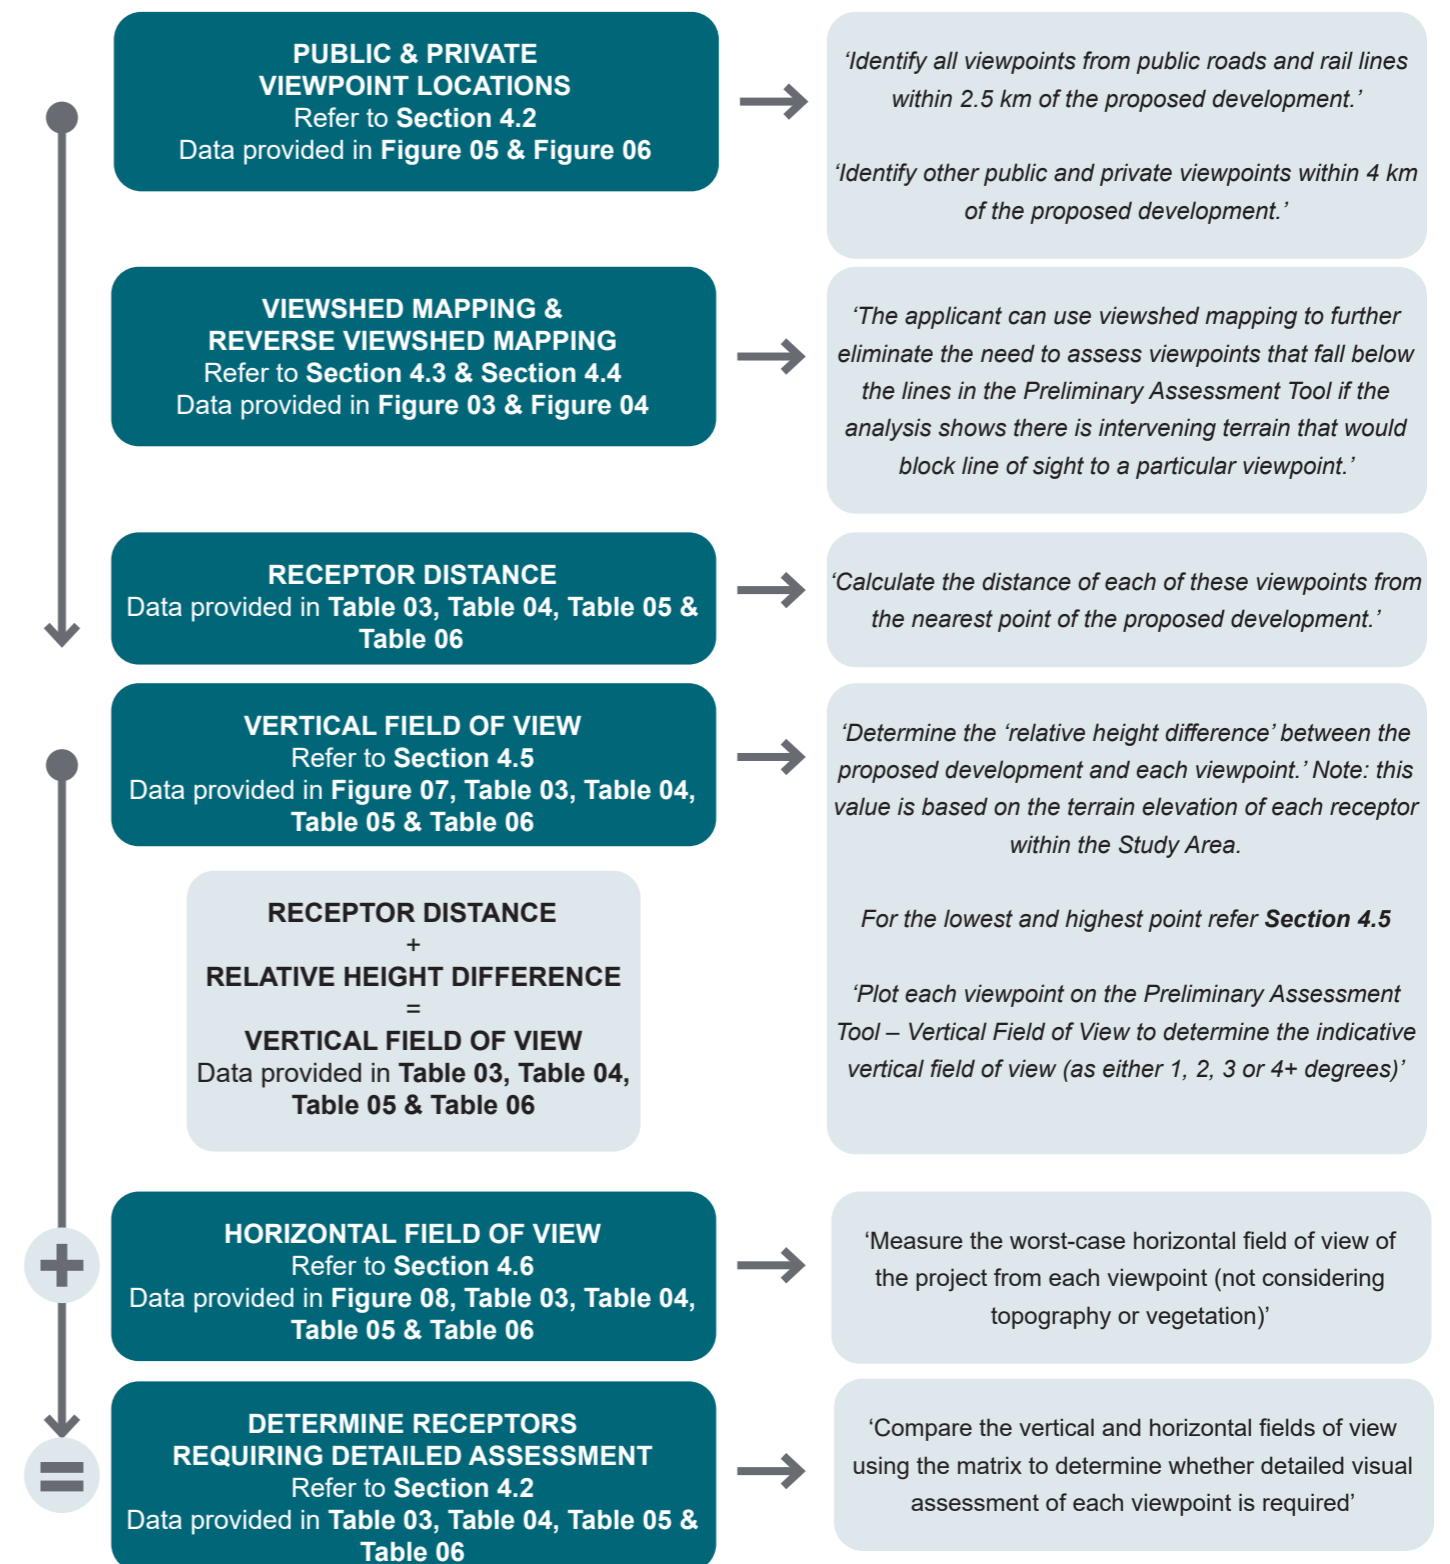 PUBLIC & PRIVATE
VIEWPOINT LOCATIONS
Refer to Section 4.2
Data provided in Figure 05 & Figure 06
‘Identify all viewpoints from public roads and rail lines
within 2.5 km of the proposed development.’
‘Identify other public and private viewpoints within 4 km
of the proposed development.’
VIEWSHED MAPPING &
REVERSE VIEWSHED MAPPING
Refer to Section 4.3 & Section 4.4
Data provided in Figure 03 & Figure 04
‘The applicant can use viewshed mapping to further
eliminate the need to assess viewpoints that fall below
the lines in the Preliminary Assessment Tool if the
analysis shows there is intervening terrain that would
block line of sight to a particular viewpoint.’
RECEPTOR DISTANCE
Data provided in Table 03, Table 04, Table 05 &
Table 06
‘Calculate the distance of each of these viewpoints from
the nearest point of the proposed development.’
VERTICAL FIELD OF VIEW
Refer to Section 4.5
Data provided in Figure 07, Table 03, Table 04,
Table 05 & Table 06
‘Determine the ‘relative height difference’ between the
proposed development and each viewpoint.’ Note: this
value is based on the terrain elevation of each receptor
within the Study Area.
For the lowest and highest point refer Section 4.5
‘Plot each viewpoint on the Preliminary Assessment
Tool – Vertical Field of View to determine the indicative
vertical field of view (as either 1, 2, 3 or 4+ degrees)’
RECEPTOR DISTANCE
+
RELATIVE HEIGHT DIFFERENCE
=
VERTICAL FIELD OF VIEW
Data provided in Table 03, Table 04,
Table 05 & Table 06
+
HORIZONTAL FIELD OF VIEW
Refer to Section 4.6
Data provided in Figure 08, Table 03, Table 04,
Table 05 & Table 06
‘Measure the worst-case horizontal field of view of
the project from each viewpoint (not considering
topography or vegetation)’
=
DETERMINE RECEPTORS
REQUIRING DETAILED ASSESSMENT
Refer to Section 4.2
Data provided in Table 03, Table 04, Table 05 &
Table 06
‘Compare the vertical and horizontal fields of view
using the matrix to determine whether detailed visual
assessment of each viewpoint is required’